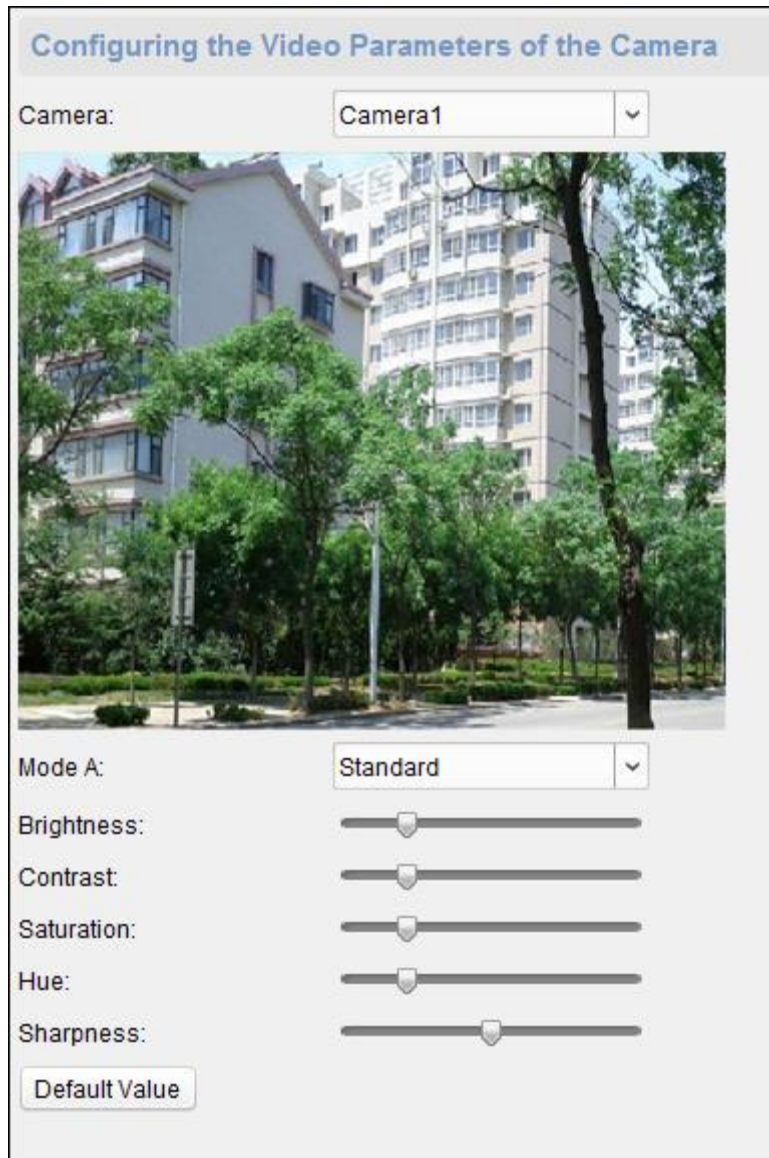 Configuring the Video Parameters of the Camera
Camera: Camera1
Mode A: Standard
Brightness:
Contrast:
Saturation:
Hue:
Sharpness:
Default Value